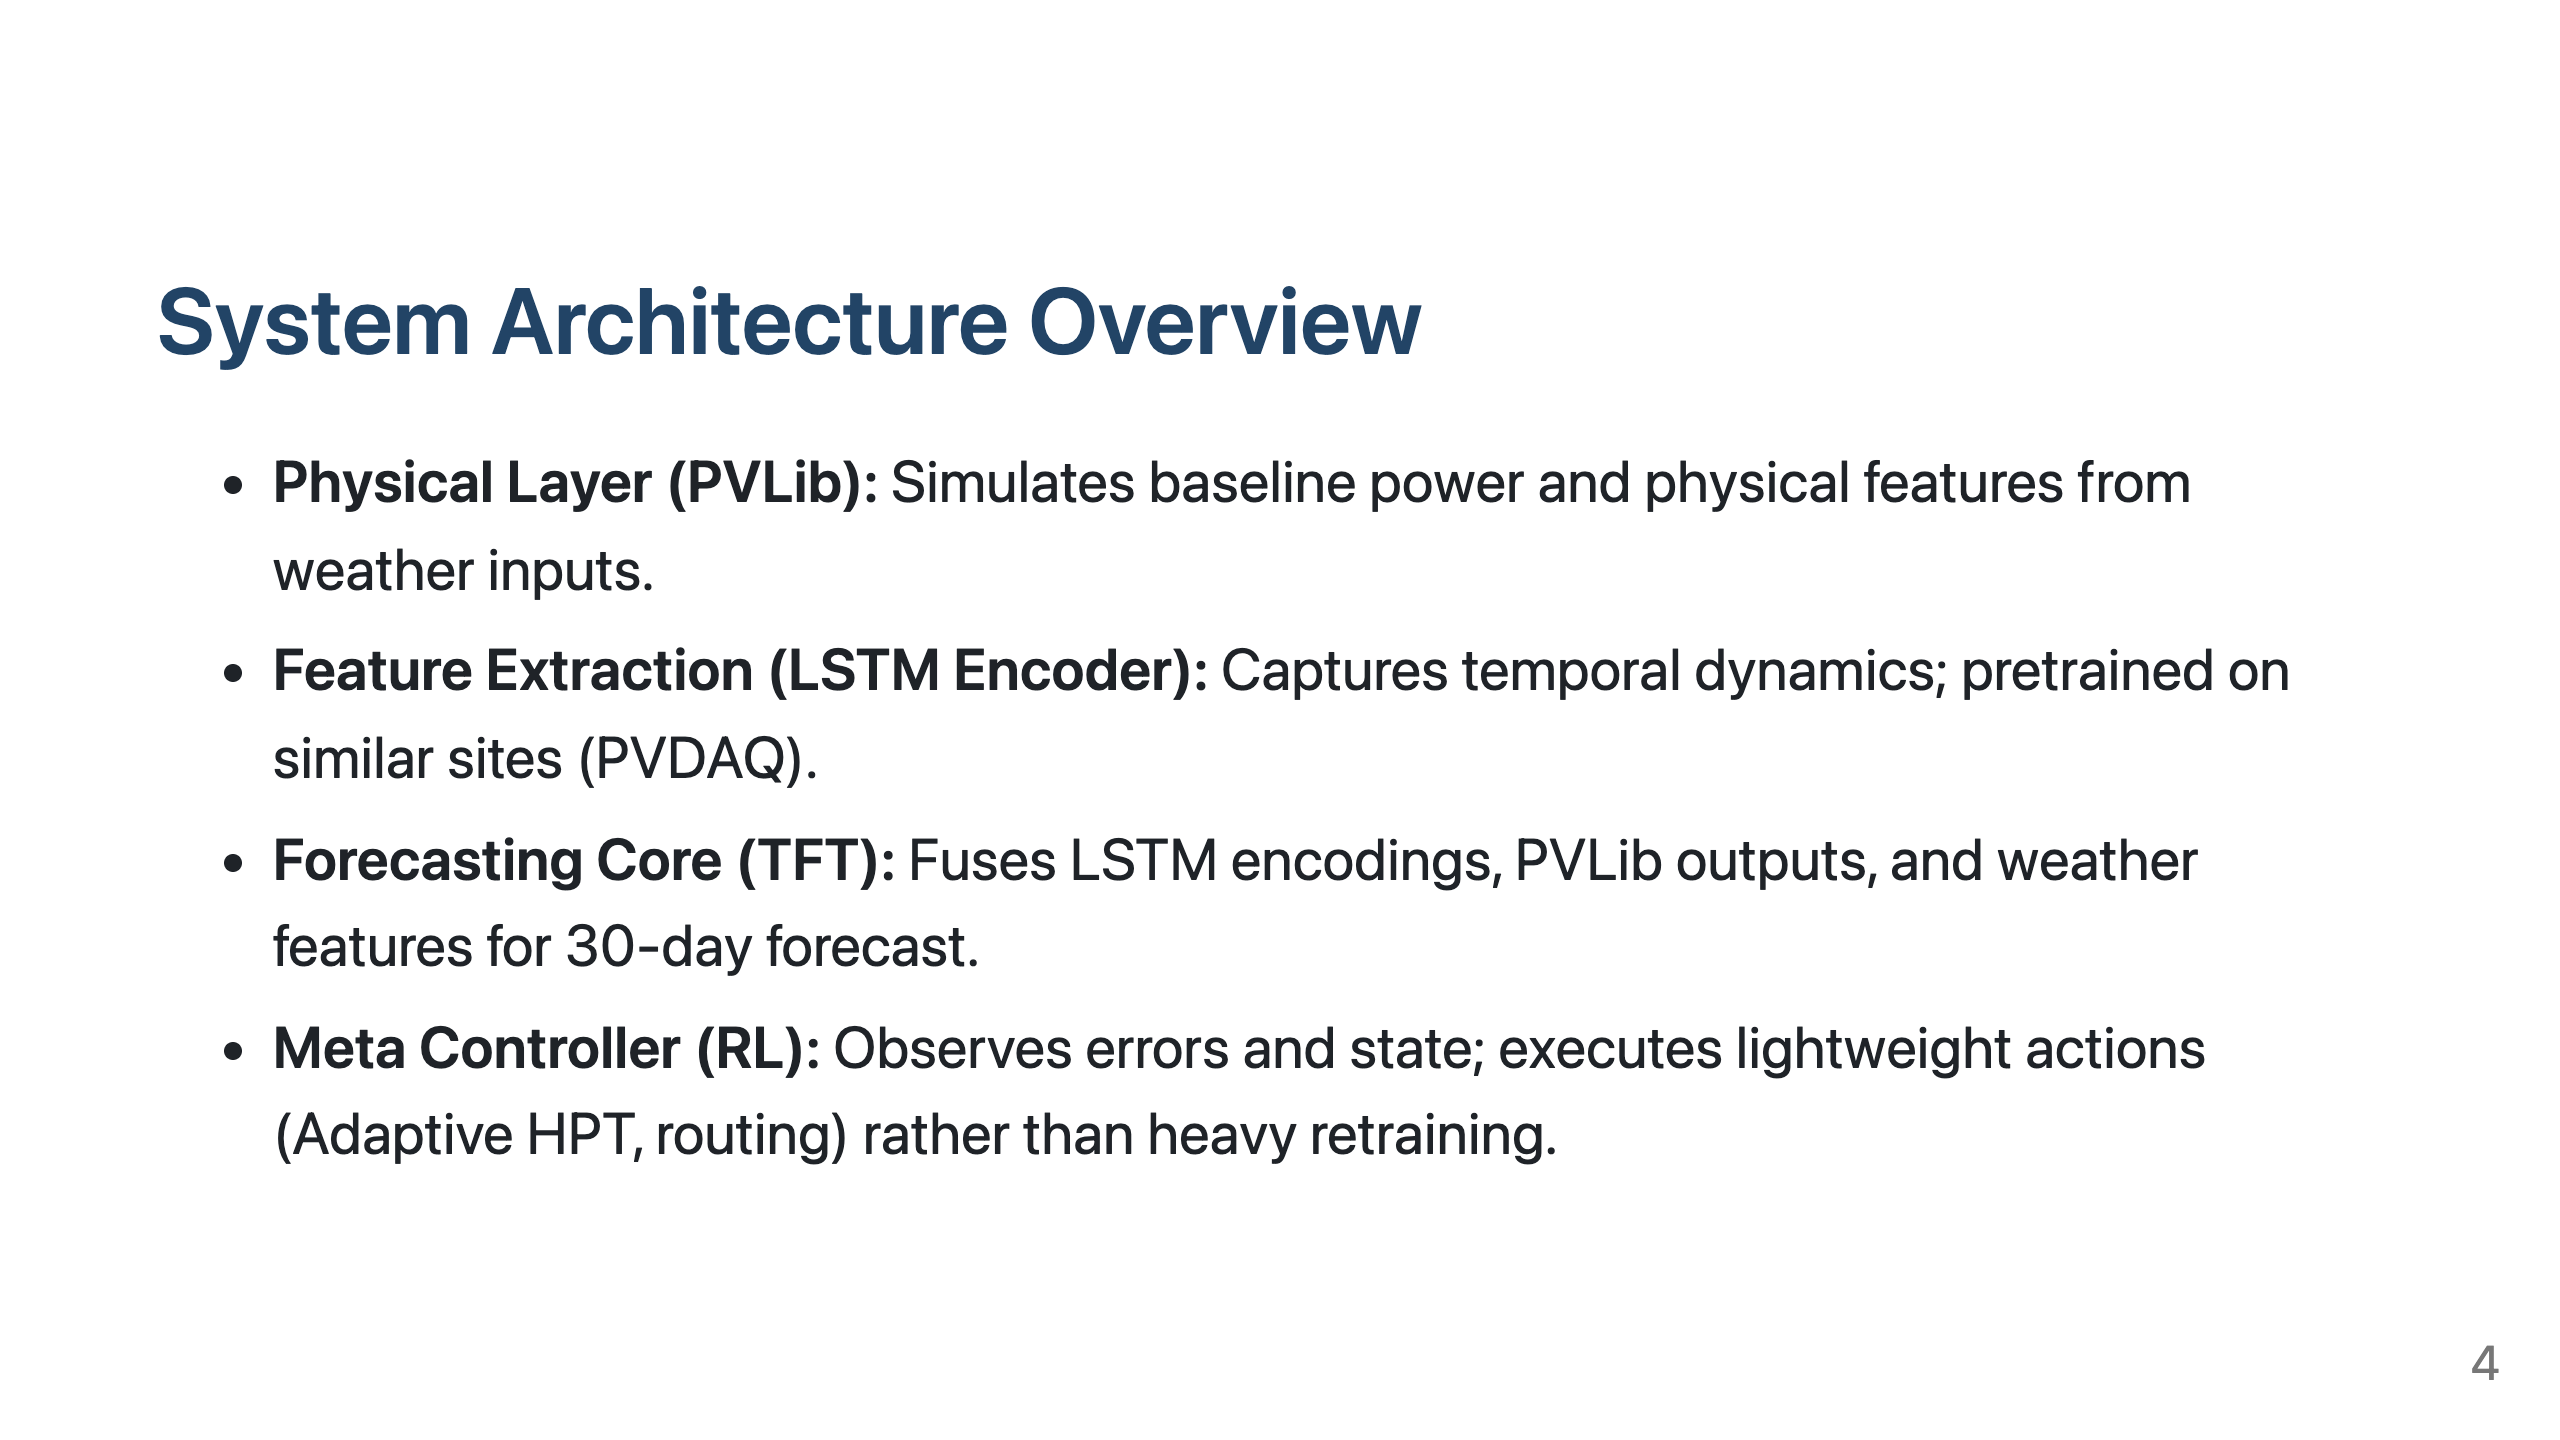 System Architecture Overview
• Physical Layer (PVLib): Simulates baseline power and physical features from
weather inputs.
• Feature Extraction (LSTM Encoder): Captures temporal dynamics; pretrained on
similar sites (PVDAQ).
• Forecasting Core (TFT): Fuses LSTM encodings, PVLib outputs, and weather
features for 30-day forecast.
• Meta Controller (RL): Observes errors and state; executes lightweight actions
(Adaptive HPT, routing) rather than heavy retraining.
4